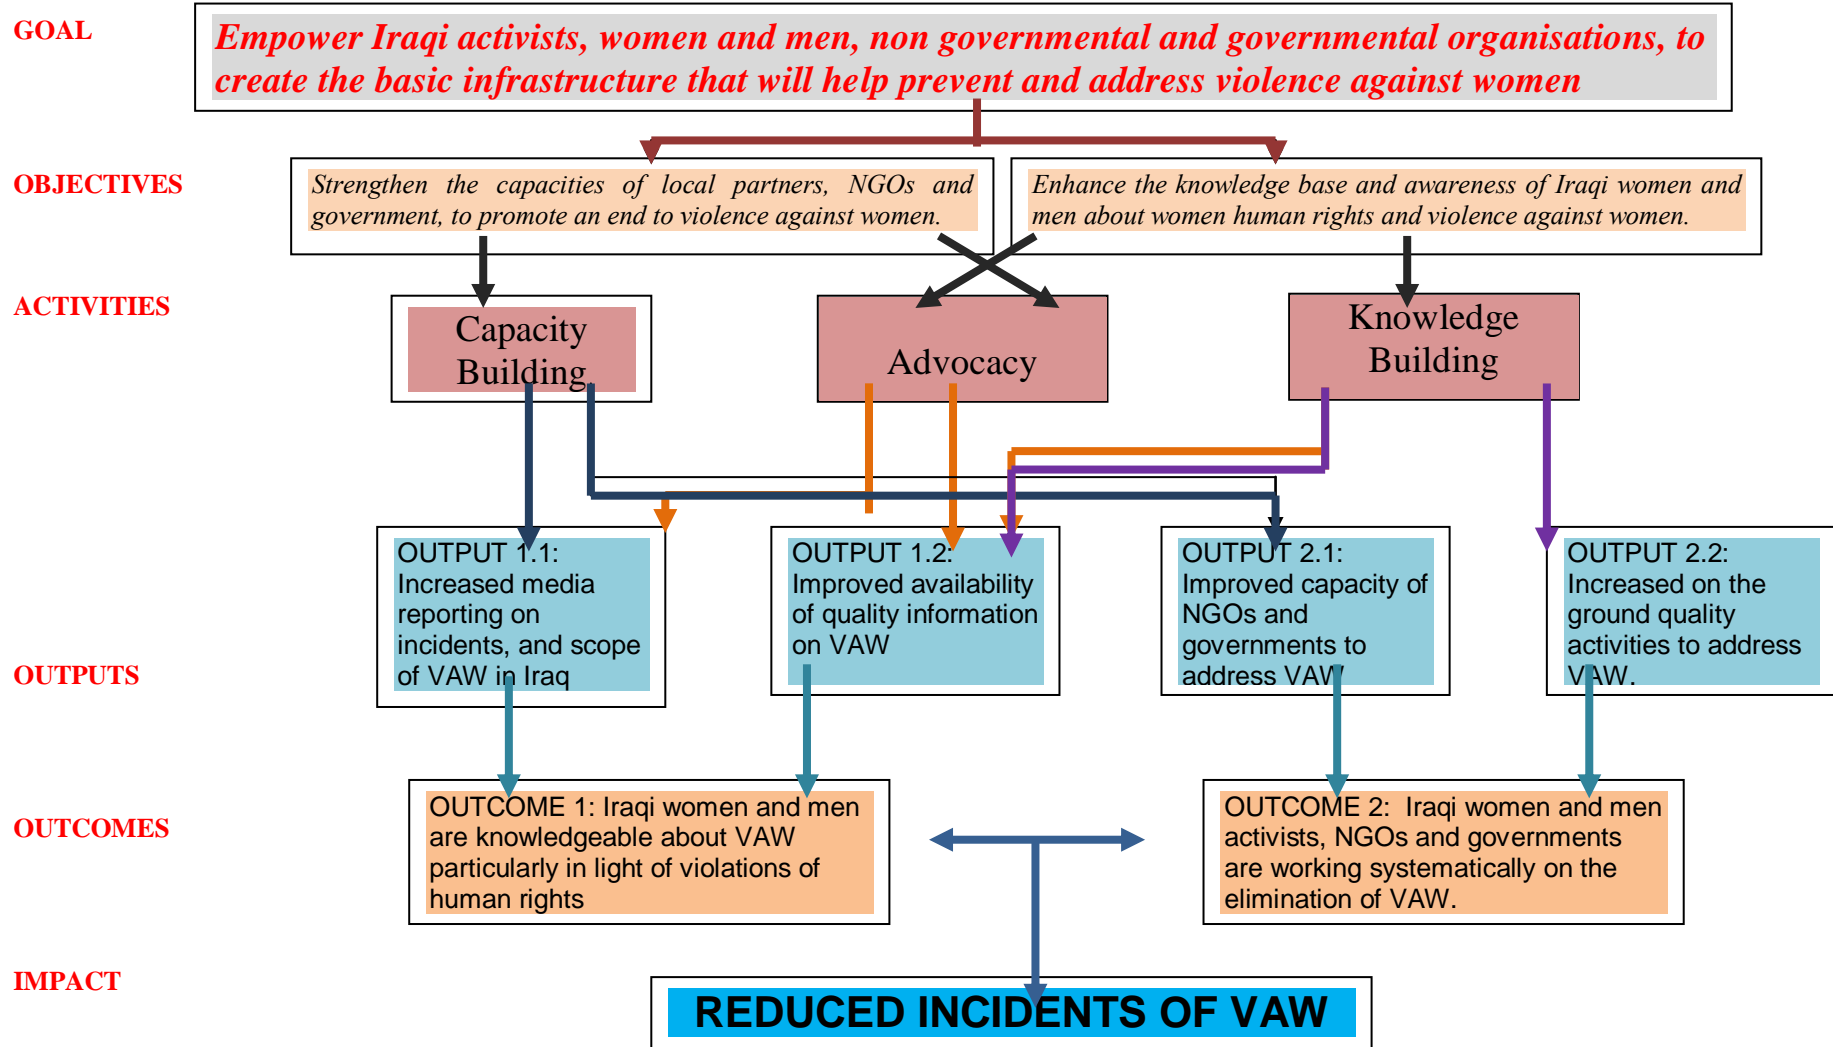 GOAL
Empower Iraqi activists, women and men, non governmental and governmental organisations, to
create the basic infrastructure that will help prevent and address violence against women
OBJECTIVES
Strengthen the capacities of local partners, NGOs and
government, to promote an end to violence against women.
Enhance the knowledge base and awareness of Iraqi women and
men about women human rights and violence against women.
ACTIVITIES
Capacity
Building
Advocacy
Knowledge
Building
OUTPUTS
OUTPUT 1.1:
Increased media
reporting on
incidents, and scope
of VAW in Iraq
OUTPUT 1.2:
Improved availability
of quality information
on VAW
OUTPUT 2.1:
Improved capacity of
NGOs and
governments to
address VAW
OUTPUT 2.2:
Increased on the
ground quality
activities to address
VAW.
OUTCOMES
OUTCOME 1: Iraqi women and men
are knowledgeable about VAW
particularly in light of violations of
human rights
OUTCOME 2:  Iraqi women and men
activists, NGOs and governments
are working systematically on the
elimination of VAW.
IMPACT
REDUCED INCIDENTS OF VAW